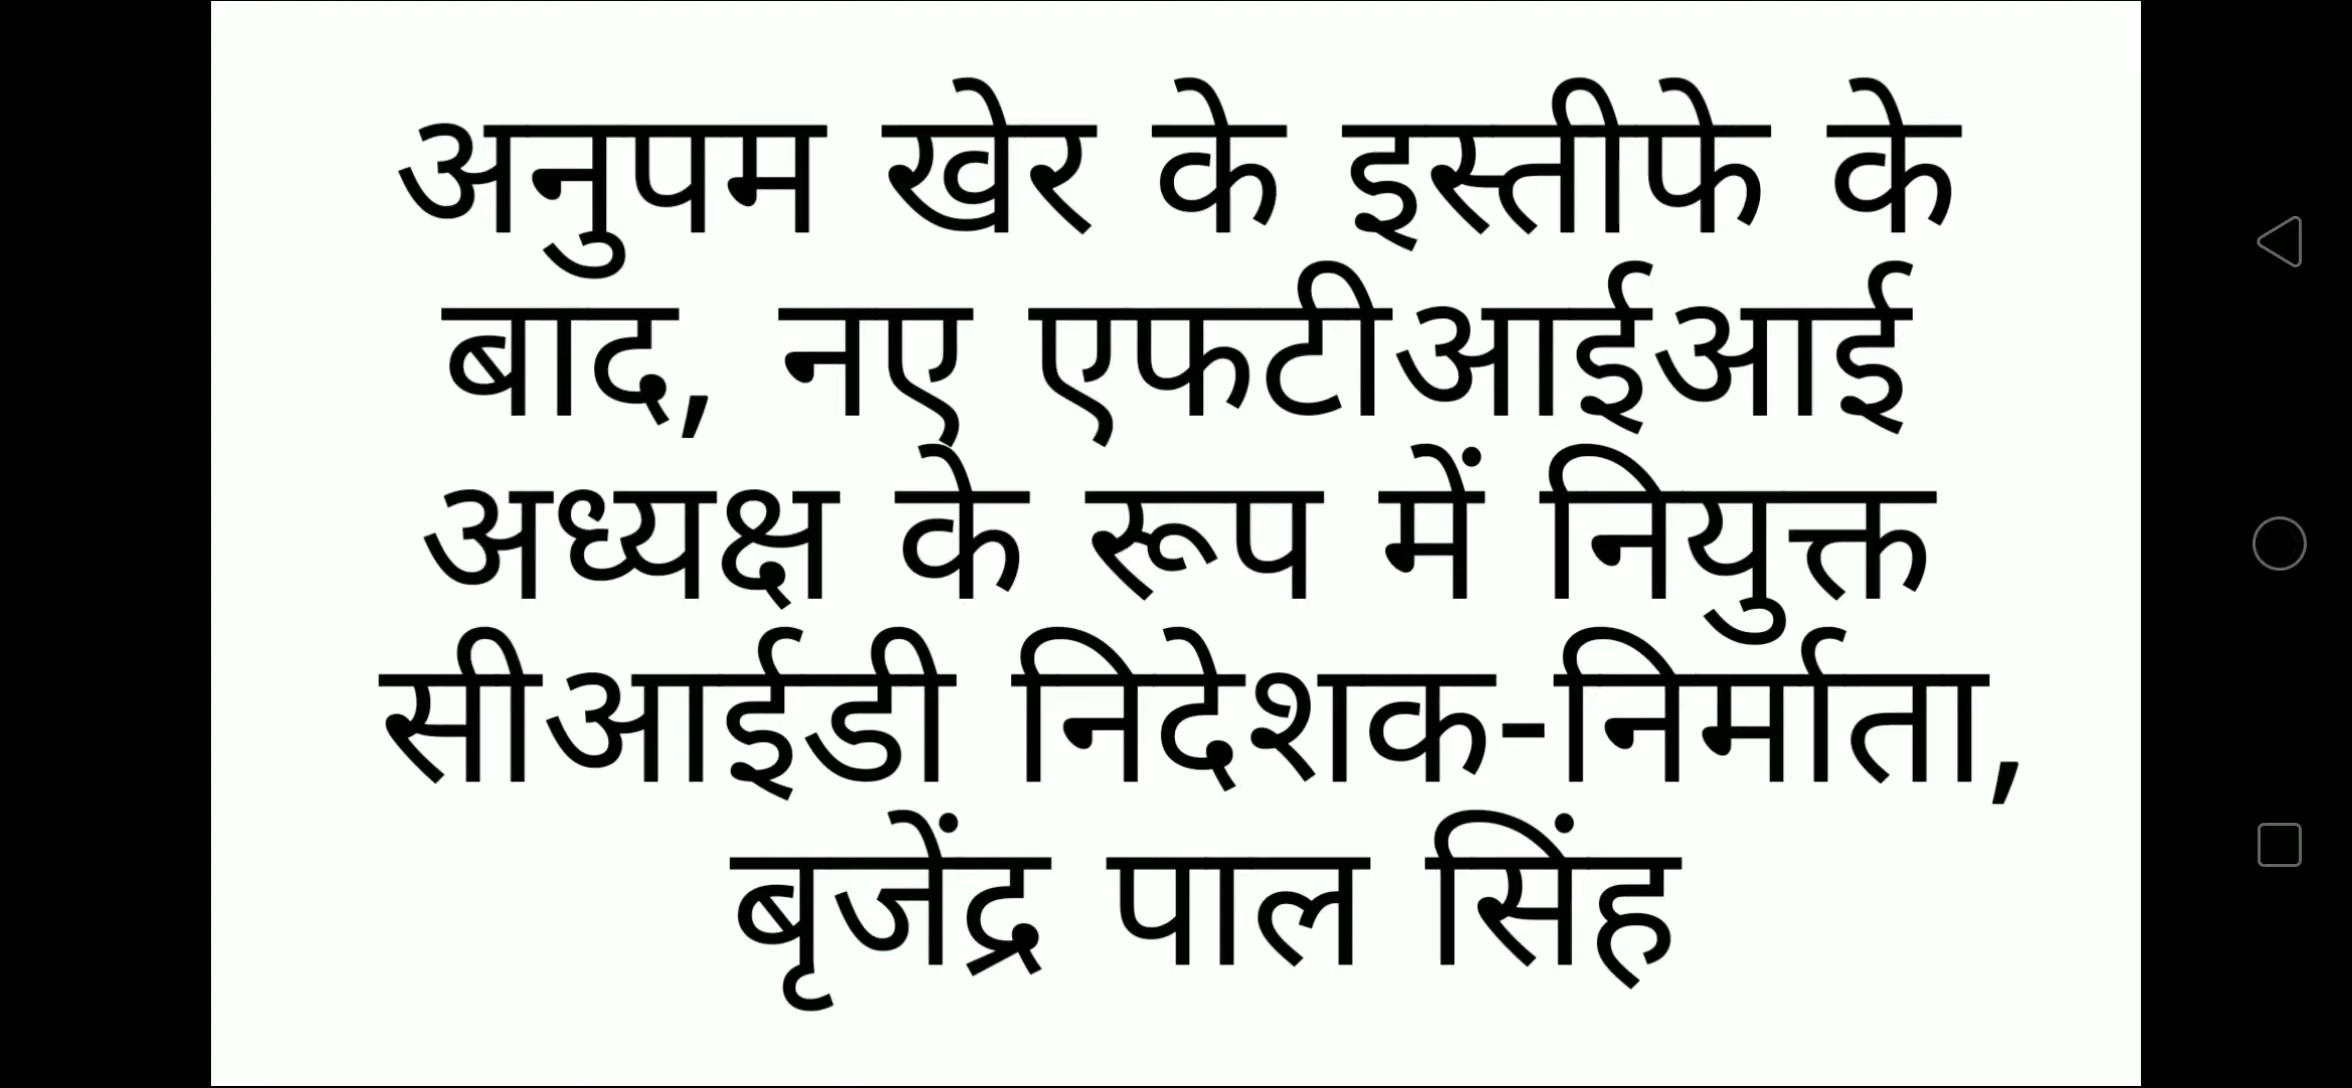 अनुपम खेर के इस्तीफे के
बाद, नए एफटीआईआई
अध्यक्ष के रूप में नियुक्त
सीआईडी निदेशक-निर्माता,
बृजेंद्र पाल सिंह